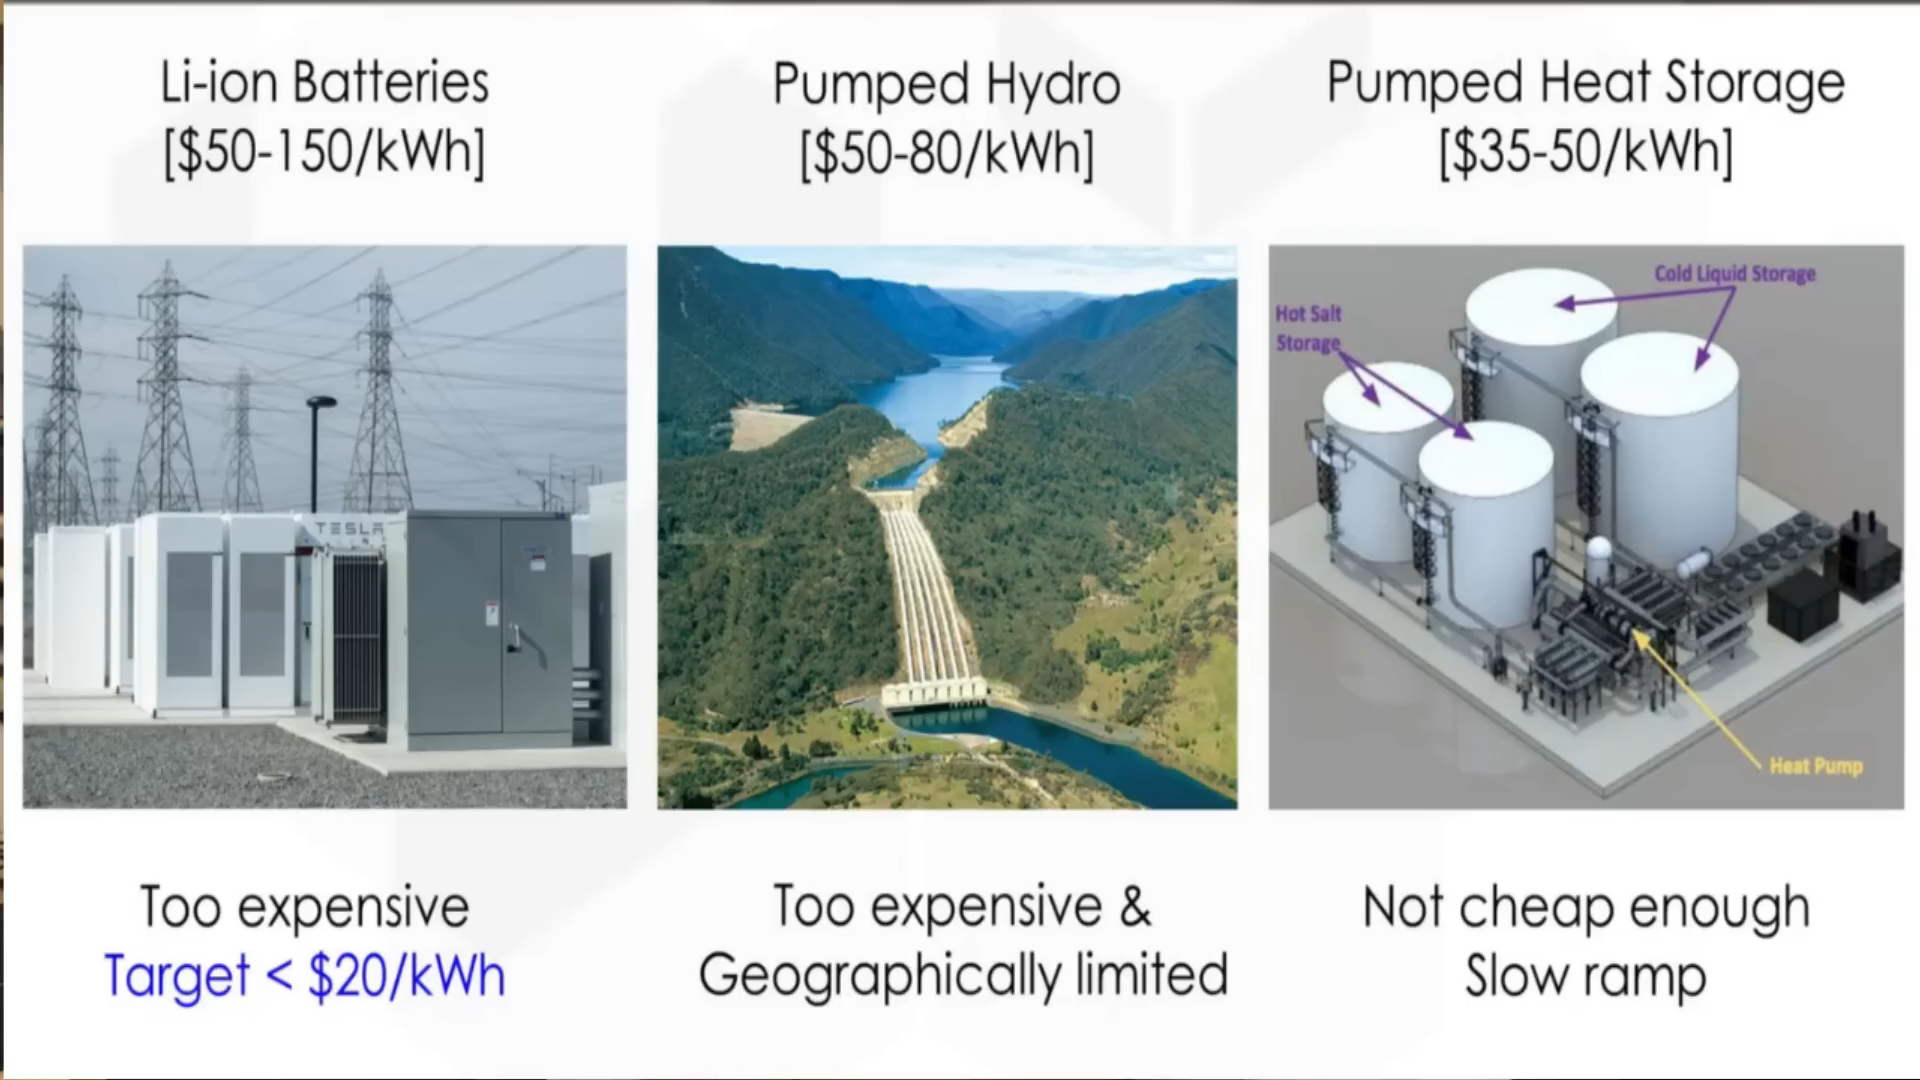 Li-ion Batteries
[$50-150/kWh]
Pumped Hydro
[$50-80/kWh]
Pumped Heat Storage
[$35-50/kWh]
TESLA
Cold Liquid Storage
Hot Salt
Storage
Heat Pump
Too expensive
Target < $20/kWh
Too expensive &
Geographically limited
Not cheap enough
Slow ramp